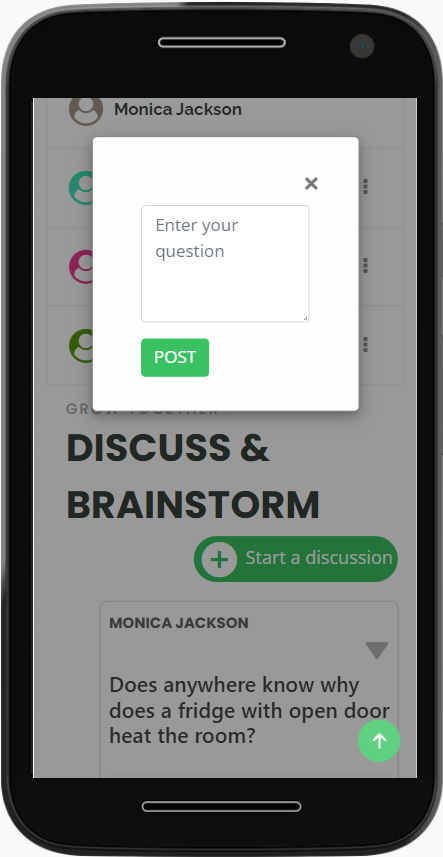 Monica Jackson
×
Enter your
question
POST
GROW TOGETHER
DISCUSS &
BRAINSTORM
Start a discussion
MONICA JACKSON
Does anywhere know why
does a fridge with open door
heat the room?